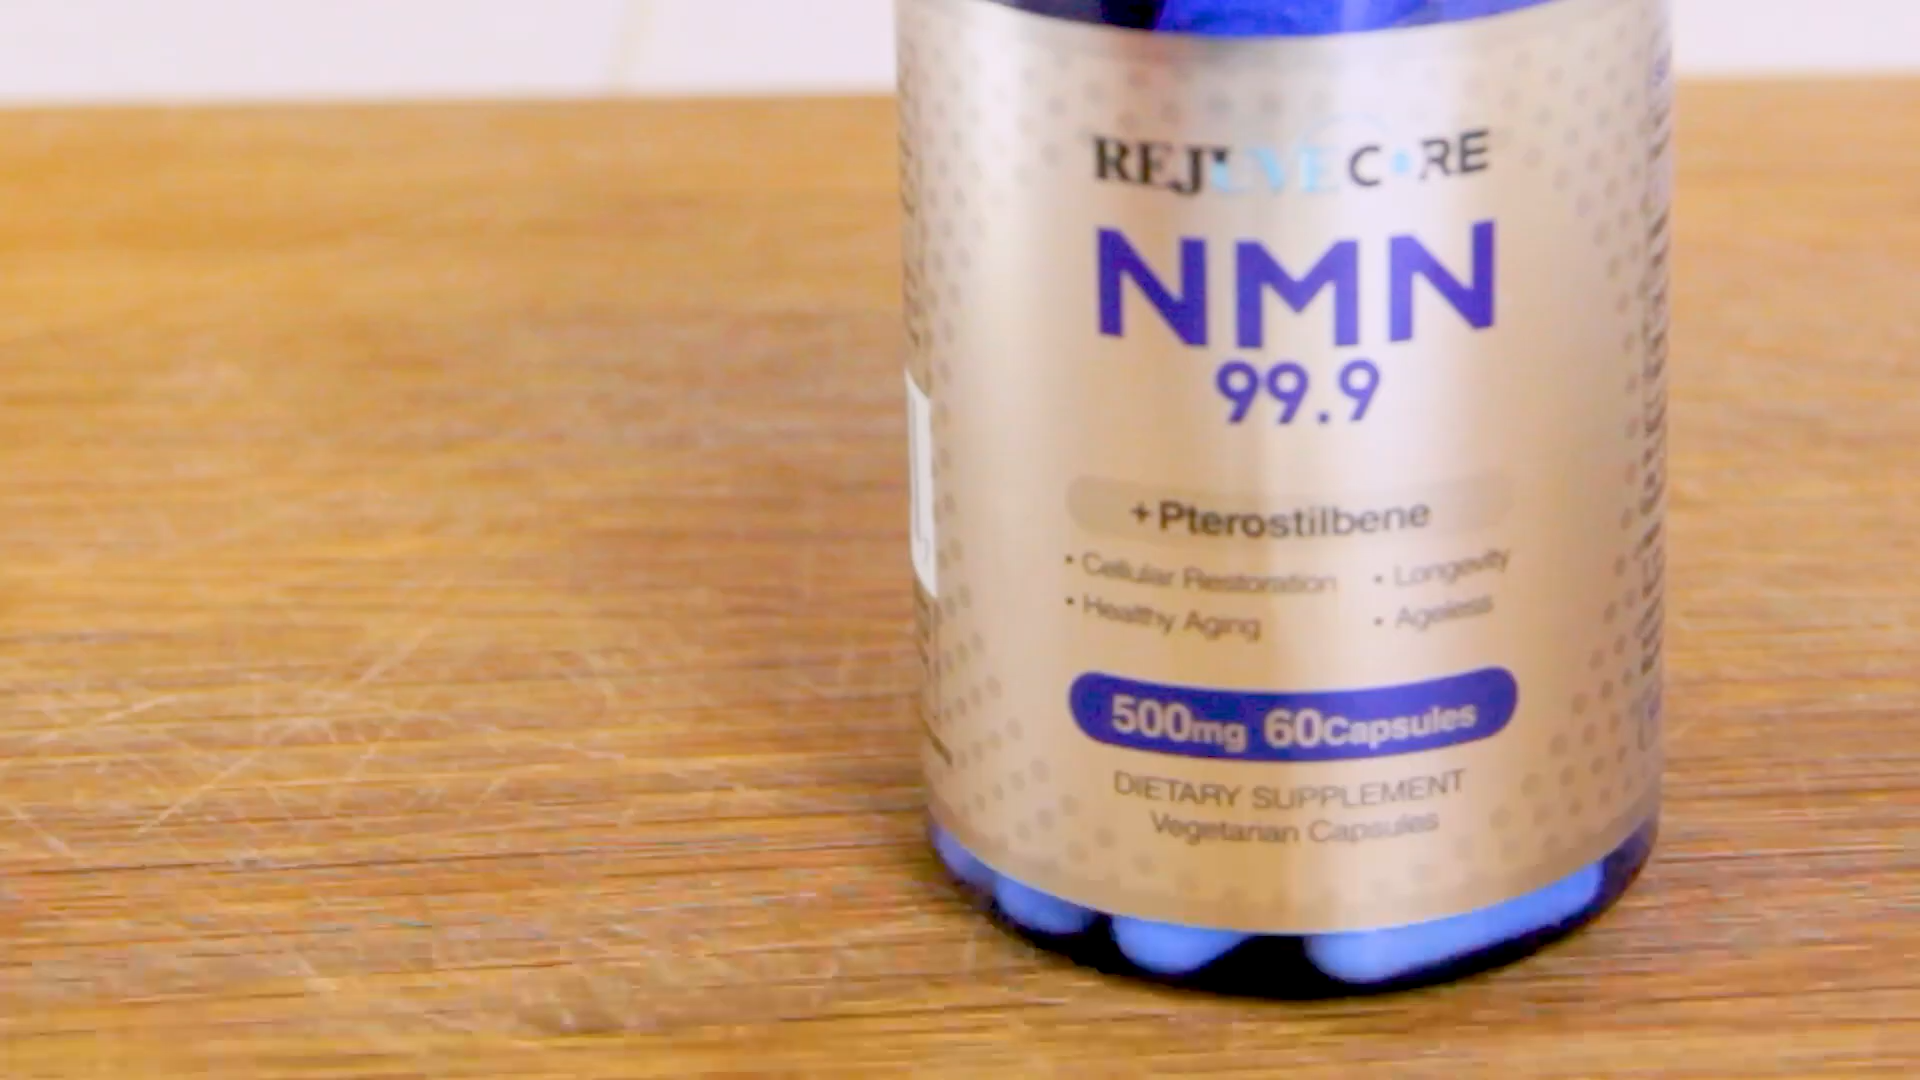 REJUVECORE
NMN
99.9
+Pterostilbene
• Cellular Restoration • Longevity
• Healthy Aging • Ageless
500mg 60Capsules
DIETARY SUPPLEMENT
Vegetarian Capsules